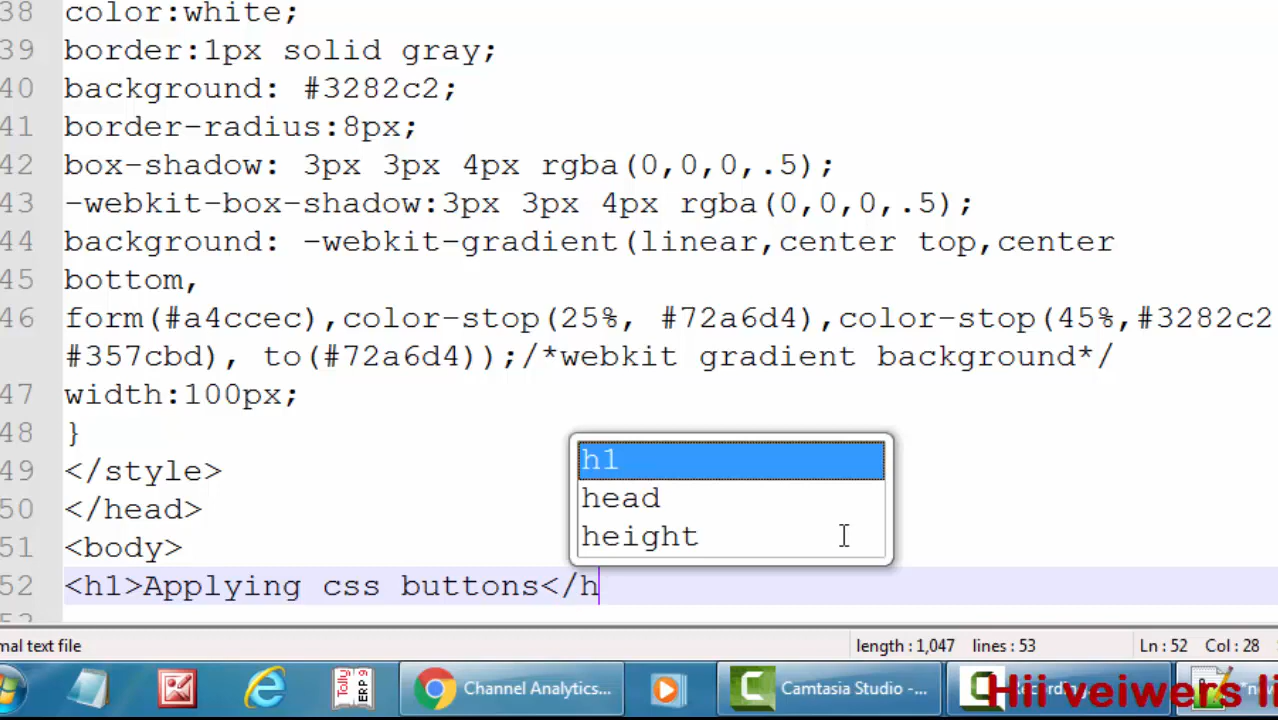 38 color:white;
39 border:1px solid gray;
40 background: #3282c2;
41 border-radius:8px;
42 box-shadow: 3px 3px 4px rgba(0,0,0,.5);
43 -webkit-box-shadow:3px 3px 4px rgba(0,0,0,.5);
44 background: -webkit-gradient(linear,center top,center
45 bottom,
46 form(#a4ccec),color-stop(25%, #72a6d4),color-stop(45%,#3282c2
#357cbd), to(#72a6d4));/*webkit gradient background*/
47 width:100px;
48 }
h1
49 </style>
head
50 </head>
height
51 <body>
52 <h1>Applying css buttons</h
mal text file
length : 1,047 lines : 53
Ln : 52 Col : 28
Tally ERP 9
Channel Analytics...
Camtasia Studio -...
Hii veiwers li